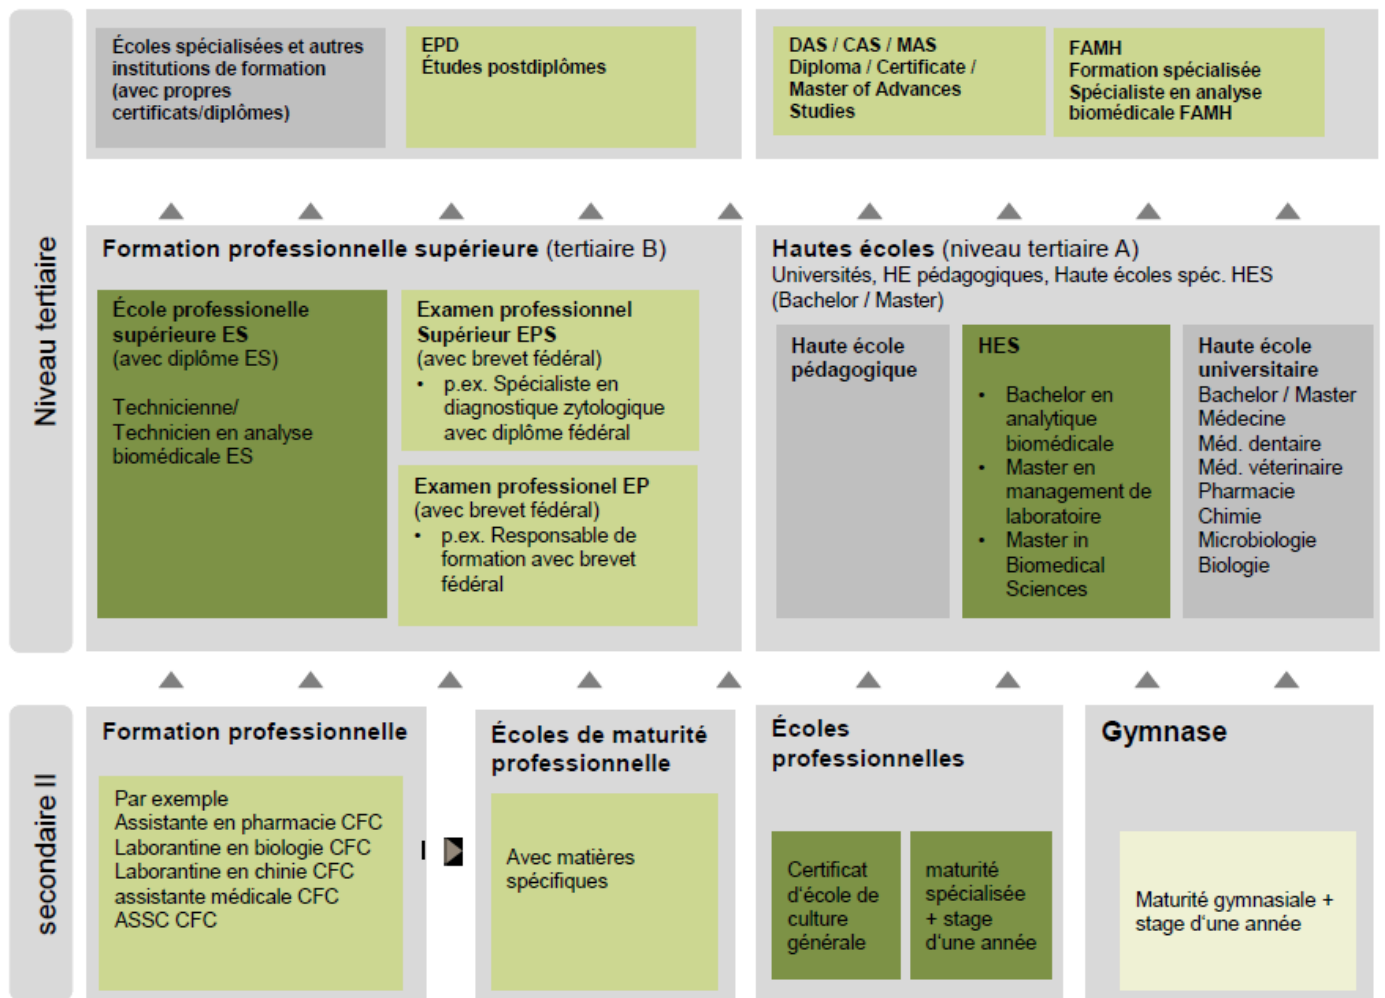 Niveau tertiaire
Écoles spécialisées et autres
institutions de formation
(avec propres
certificats/diplômes)
EPD
Études postdiplômes
DAS / CAS / MAS
Diploma / Certificate /
Master of Advances
Studies
FAMH
Formation spécialisée
Spécialiste en analyse
biomédicale FAMH
Formation professionnelle supérieure (tertiaire B)
École professionelle
supérieure ES
(avec diplôme ES)
Technicienne/
Technicien en analyse
biomédicale ES
Examen professionnel
Supérieur EPS
(avec brevet fédéral)
• p.ex. Spécialiste en
diagnostique zytologique
avec diplôme fédéral
Examen professionel EP
(avec brevet fédéral)
• p.ex. Responsable de
formation avec brevet
fédéral
Hautes écoles (niveau tertiaire A)
Universités, HE pédagogiques, Haute écoles spéc. HES
(Bachelor / Master)
Haute école
pédagogique
HES
• Bachelor en
analytique
biomédicale
• Master en
management de
laboratoire
• Master in
Biomedical
Sciences
Haute école
universitaire
Bachelor / Master
Médecine
Méd. dentaire
Méd. véterinaire
Pharmacie
Chimie
Microbiologie
Biologie
secondaire II
Formation professionnelle
Par exemple
Assistante en pharmacie CFC
Laborantine en biologie CFC
Laborantine en chinie CFC
assistante médicale CFC
ASSC CFC
Écoles de maturité
professionnelle
Avec matières
spécifiques
Écoles
professionnelles
Certificat
d'école de
culture
générale
maturité
spécialisée
+ stage
d'une année
Gymnase
Maturité gymnasiale +
stage d'une année